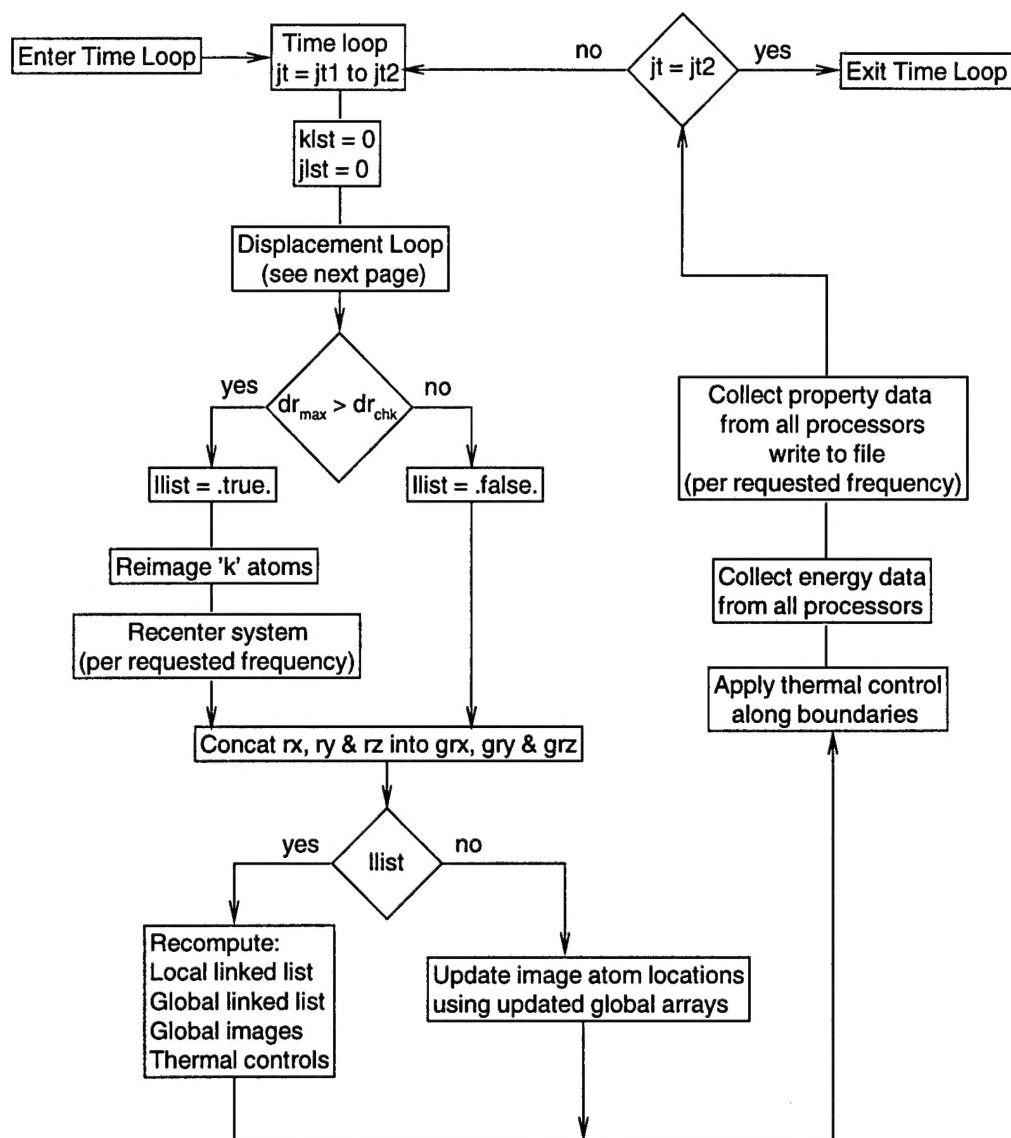 Enter Time Loop
Time loop
jt = jt1 to jt2
no
jt = jt2
yes
Exit Time Loop
klst = 0
jlst = 0
Displacement Loop
(see next page)
yes
dr_max > dr_chk
no
llist = .true.
llist = .false.
Reimage 'k' atoms
Recenter system
(per requested frequency)
Concat rx, ry & rz into grx, gry & grz
yes
llist
no
Recompute:
Local linked list
Global linked list
Global images
Thermal controls
Update image atom locations
using updated global arrays
Collect property data
from all processors
write to file
(per requested frequency)
Collect energy data
from all processors
Apply thermal control
along boundaries